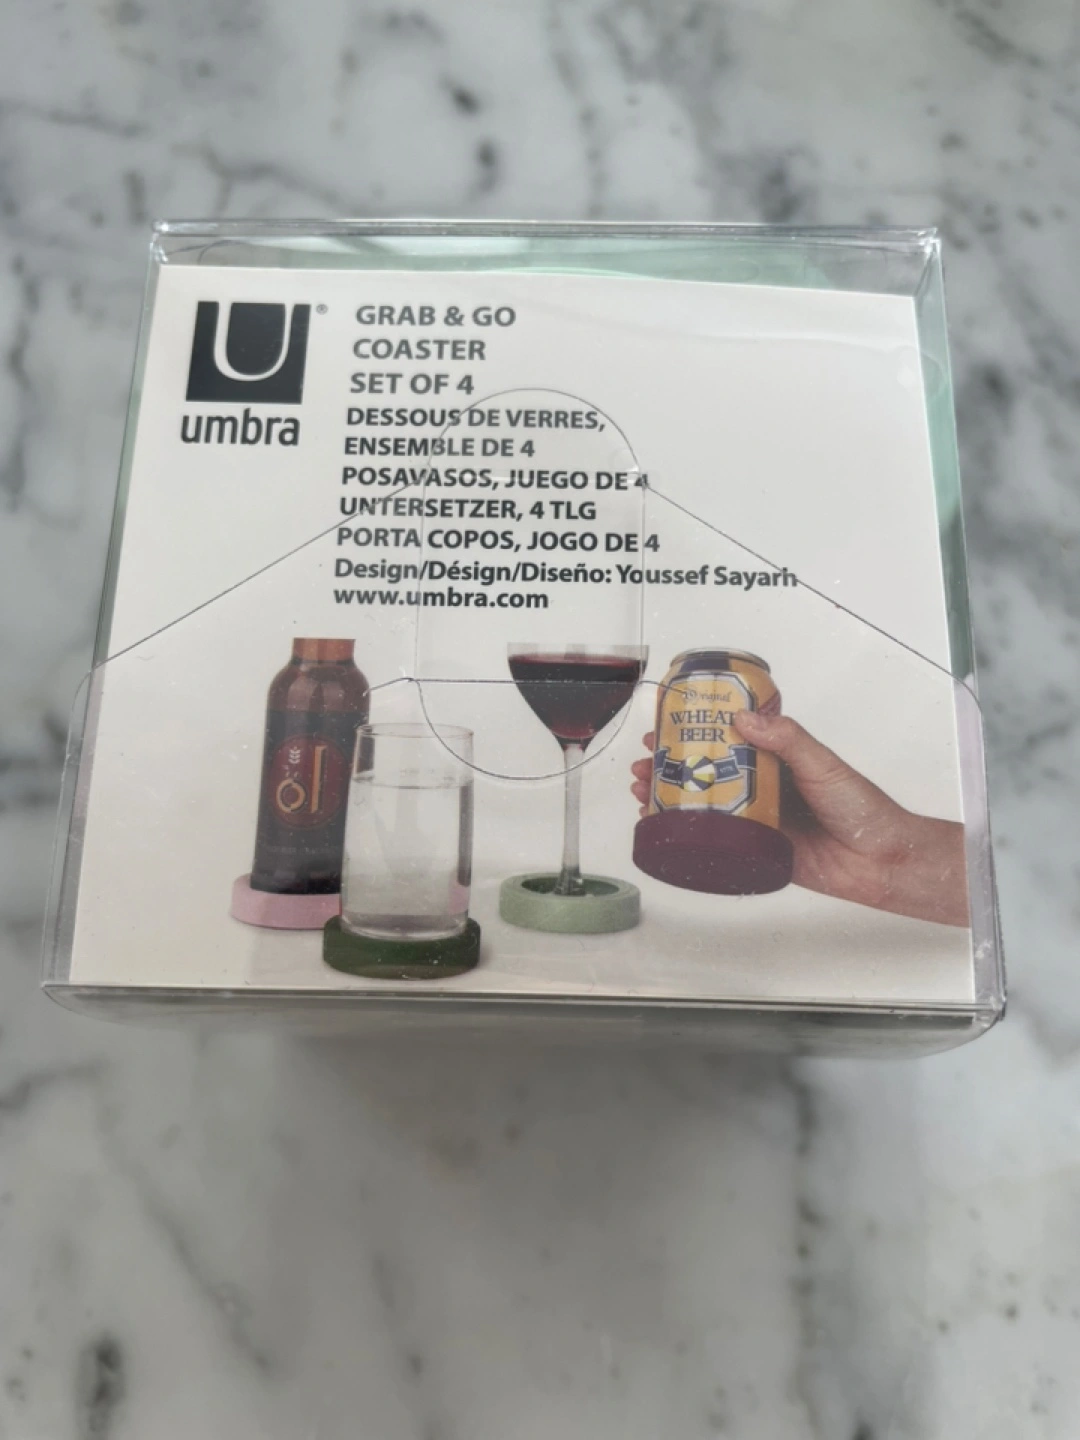 U®
umbra
GRAB & GO
COASTER
SET OF 4
DESSOUS DE VERRES,
ENSEMBLE DE 4
POSAVASOS, JUEGO DE 4
UNTERSETZER, 4 TLG
PORTA COPOS, JOGO DE 4
Design/Désign/Diseño: Youssef Sayarh
www.umbra.com
Original
WHEAT
BEER